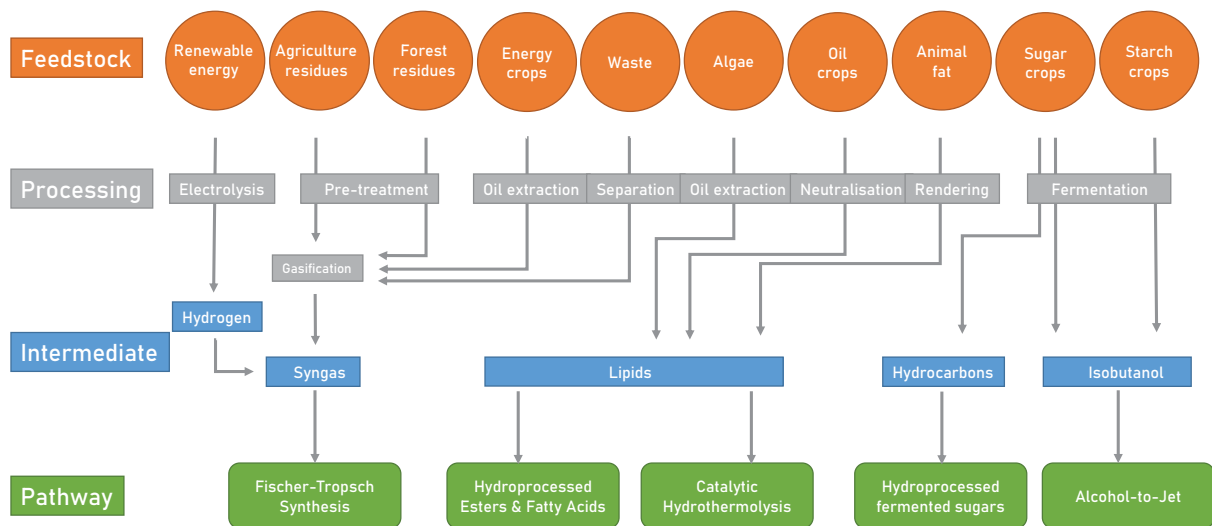 Feedstock
Renewable
energy
Agriculture
residues
Forest
residues
Energy
crops
Waste
Algae
Oil
crops
Animal
fat
Sugar
crops
Starch
crops
Processing
Electrolysis
Pre-treatment
Oil extraction
Separation
Oil extraction
Neutralisation
Rendering
Fermentation
Gasification
Hydrogen
Intermediate
Syngas
Lipids
Hydrocarbons
Isobutanol
Pathway
Fischer-Tropsch
Synthesis
Hydroprocessed
Esters & Fatty Acids
Catalytic
Hydrothermolysis
Hydroprocessed
fermented sugars
Alcohol-to-Jet